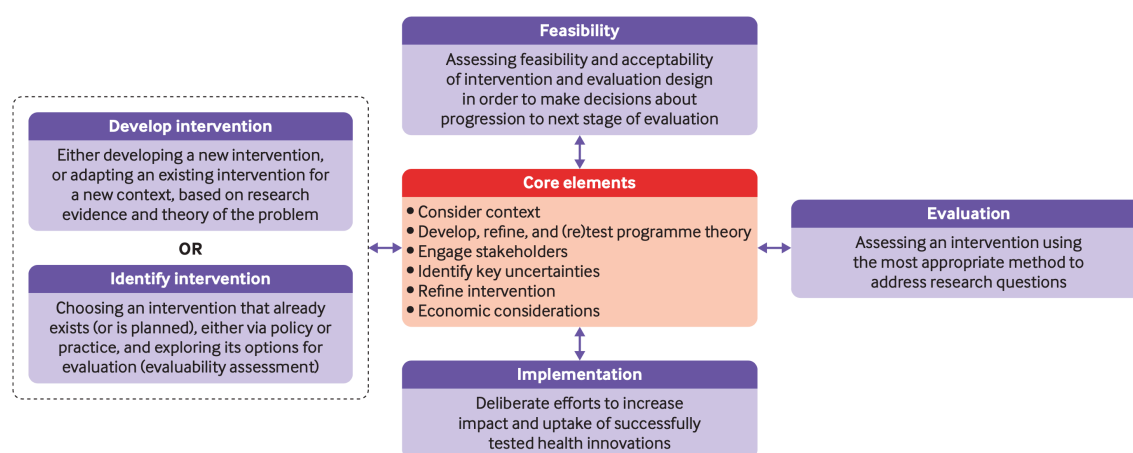 Feasibility
Assessing feasibility and acceptability
of intervention and evaluation design
in order to make decisions about
progression to next stage of evaluation
Develop intervention
Either developing a new intervention,
or adapting an existing intervention for
a new context, based on research
evidence and theory of the problem
OR
Identify intervention
Choosing an intervention that already
exists (or is planned), either via policy or
practice, and exploring its options for
evaluation (evaluability assessment)
Core elements
• Consider context
• Develop, refine, and (re)test programme theory
• Engage stakeholders
• Identify key uncertainties
• Refine intervention
• Economic considerations
Evaluation
Assessing an intervention using
the most appropriate method to
address research questions
Implementation
Deliberate efforts to increase
impact and uptake of successfully
tested health innovations